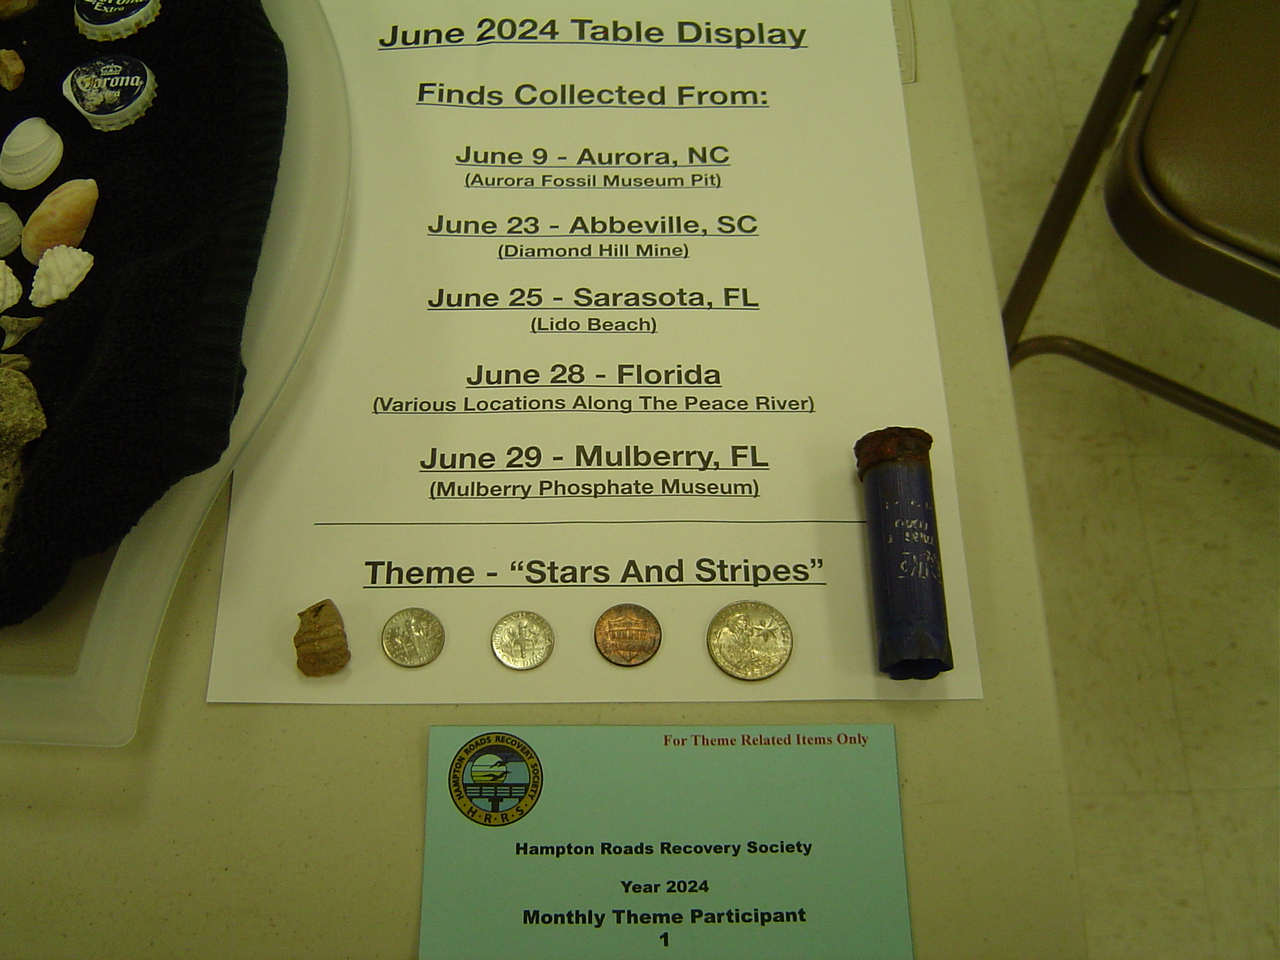 Extra
Corona
June 2024 Table Display
Finds Collected From:
June 9 - Aurora, NC
(Aurora Fossil Museum Pit)
June 23 - Abbeville, SC
(Diamond Hill Mine)
June 25 - Sarasota, FL
(Lido Beach)
June 28 - Florida
(Various Locations Along The Peace River)
June 29 - Mulberry, FL
(Mulberry Phosphate Museum)
Theme - “Stars And Stripes”
For Theme Related Items Only
HAMPTON ROADS RECOVERY SOCIETY
H·R·R·S
Hampton Roads Recovery Society
Year 2024
Monthly Theme Participant
1